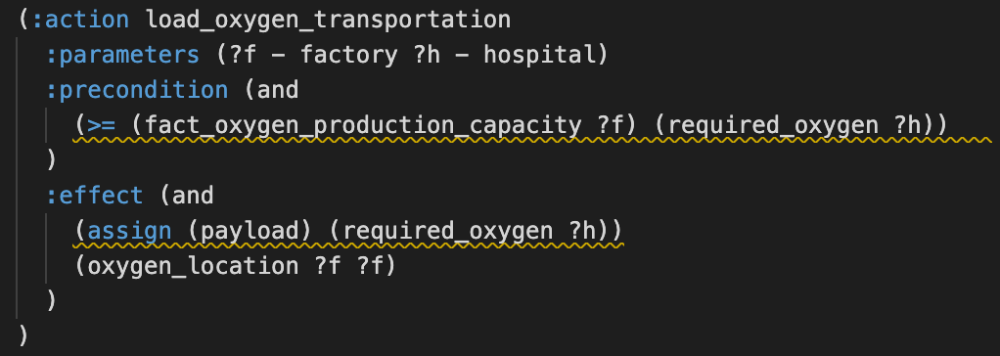 (:action load_oxygen_transportation
:parameters (?f - factory ?h - hospital)
:precondition (and
(>= (fact_oxygen_production_capacity ?f) (required_oxygen ?h))
)
:effect (and
(assign (payload) (required_oxygen ?h))
(oxygen_location ?f ?f)
)
)